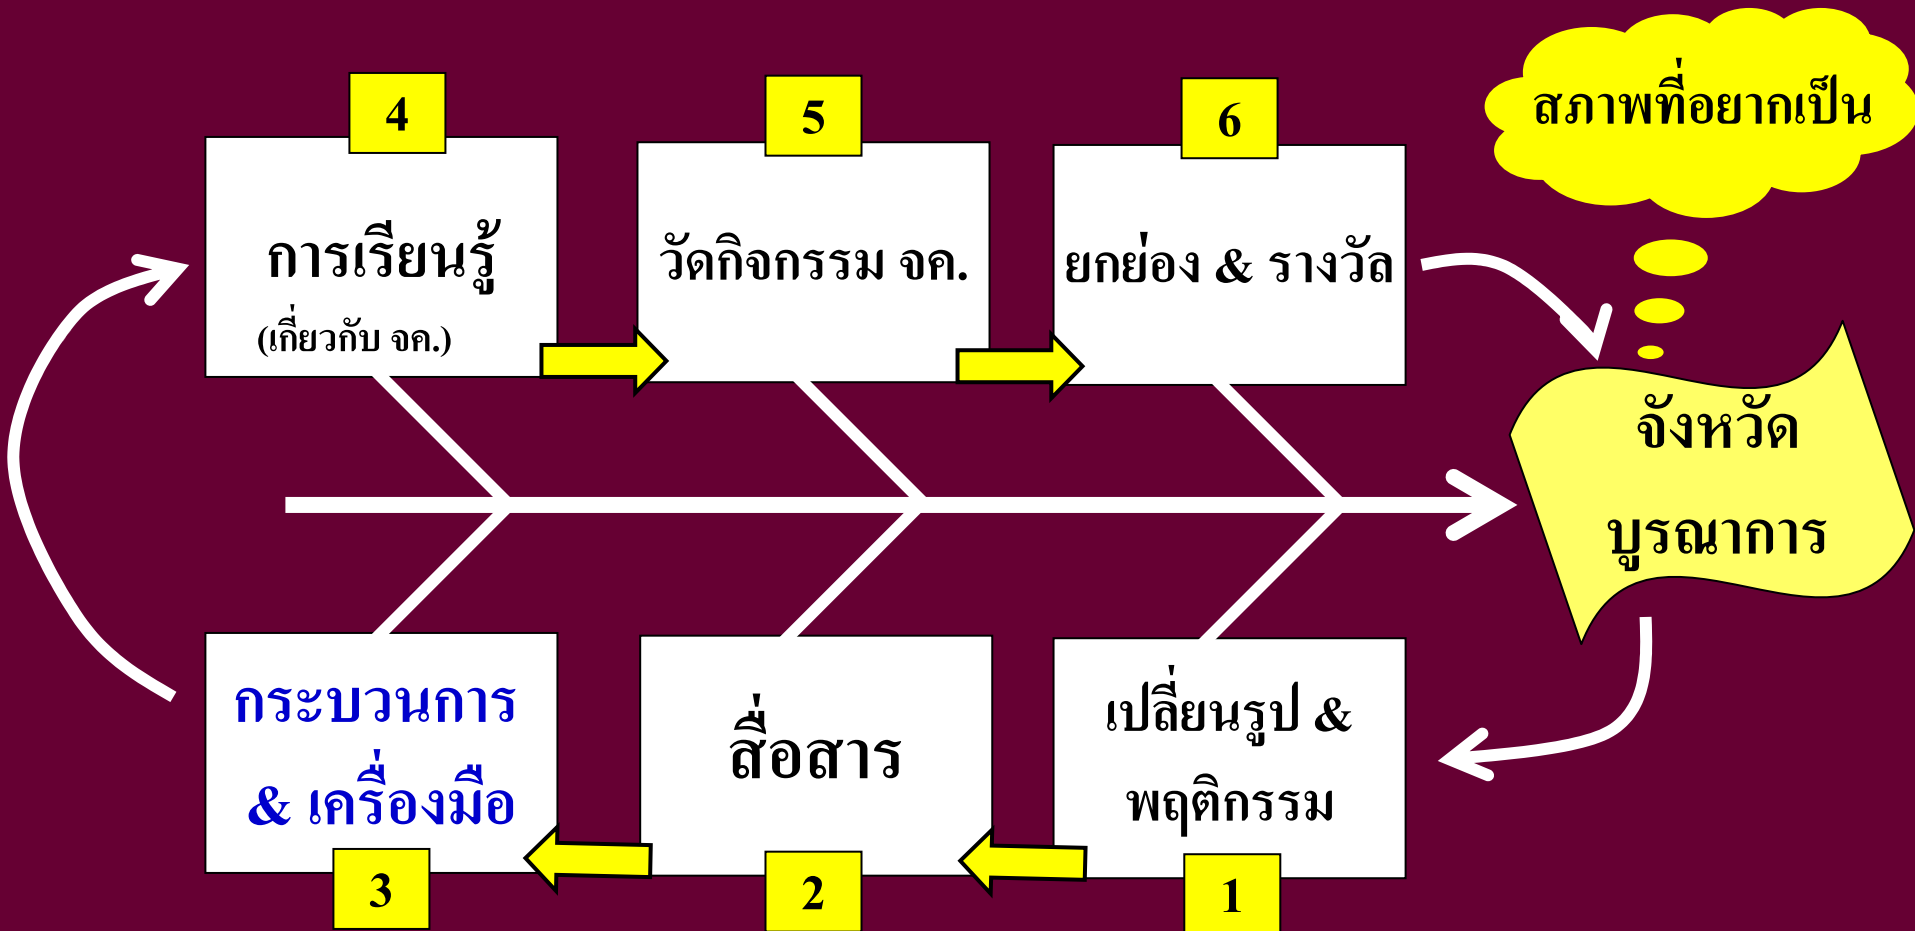 สภาพที่อยากเป็น
4
5
6
การเรียนรู้
(เกี่ยวกับ จค.)
วัดกิจกรรม จค.
ยกย่อง & รางวัล
จังหวัด
บูรณาการ
กระบวนการ
& เครื่องมือ
สื่อสาร
เปลี่ยนรูป &
พฤติกรรม
3
2
1